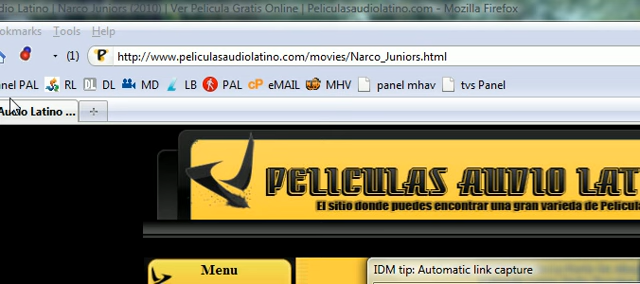 dio Latino | Narco Juniors (2010) | Ver Pelicula Gratis Online | Peliculasaudiolatino.com - Mozilla Firefox
okmarks Tools Help
(1) P http://www.peliculasaudiolatino.com/movies/Narco_Juniors.html
nel PAL RL DL DL MD LB PAL cP eMAIL MHV panel mhav tvs Panel
Audio Latino ...
PELICULAS AUDIO LAT
El sitio donde puedes encontrar una gran varieda de Pelicula
Menu
IDM tip: Automatic link capture